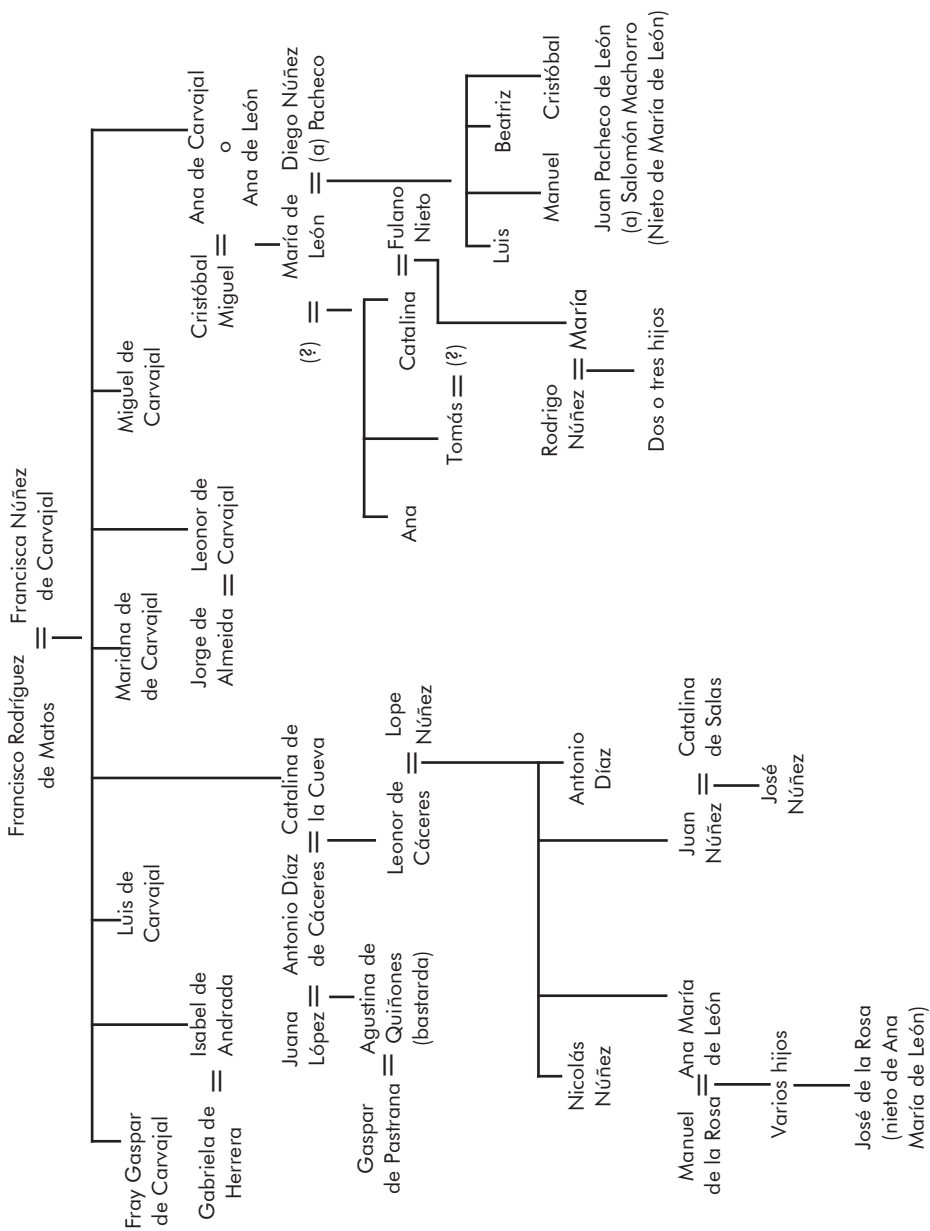 Francisco Rodríguez
de Matos
=
Francisca Núñez
de Carvajal
Fray Gaspar
de Carvajal
Gabriela de
Herrera
=
Isabel de
Andrada
Luis de
Carvajal
Juana
López
=
Antonio Díaz
de Cáceres
=
Catalina de
la Cueva
Mariana de
de Carvajal
Jorge de
Almeida
=
Leonor de
Carvajal
Miguel de
Carvajal
Cristóbal
Miguel
=
Ana de Carvajal
o
Ana de León
Gaspar
de Pastrana
=
Agustina de
Quiñones
(bastarda)
Leonor de
Cáceres
=
Lope
Núñez
(?)
=
María de
León
=
Diego Núñez
(a) Pacheco
Ana
Tomás = (?)
Catalina
=
Fulano
Nieto
Luis
Manuel
Beatriz
Cristóbal
Nicolás
Núñez
Manuel
de la Rosa
=
Ana María
de León
Juan
Núñez
=
Catalina
de Salas
Antonio
Díaz
Rodrigo
Núñez
=
María
Juan Pacheco de León
(a) Salomón Machorro
(Nieto de María de León)
Varios hijos
José
Núñez
Dos o tres hijos
José de la Rosa
(nieto de Ana
María de León)